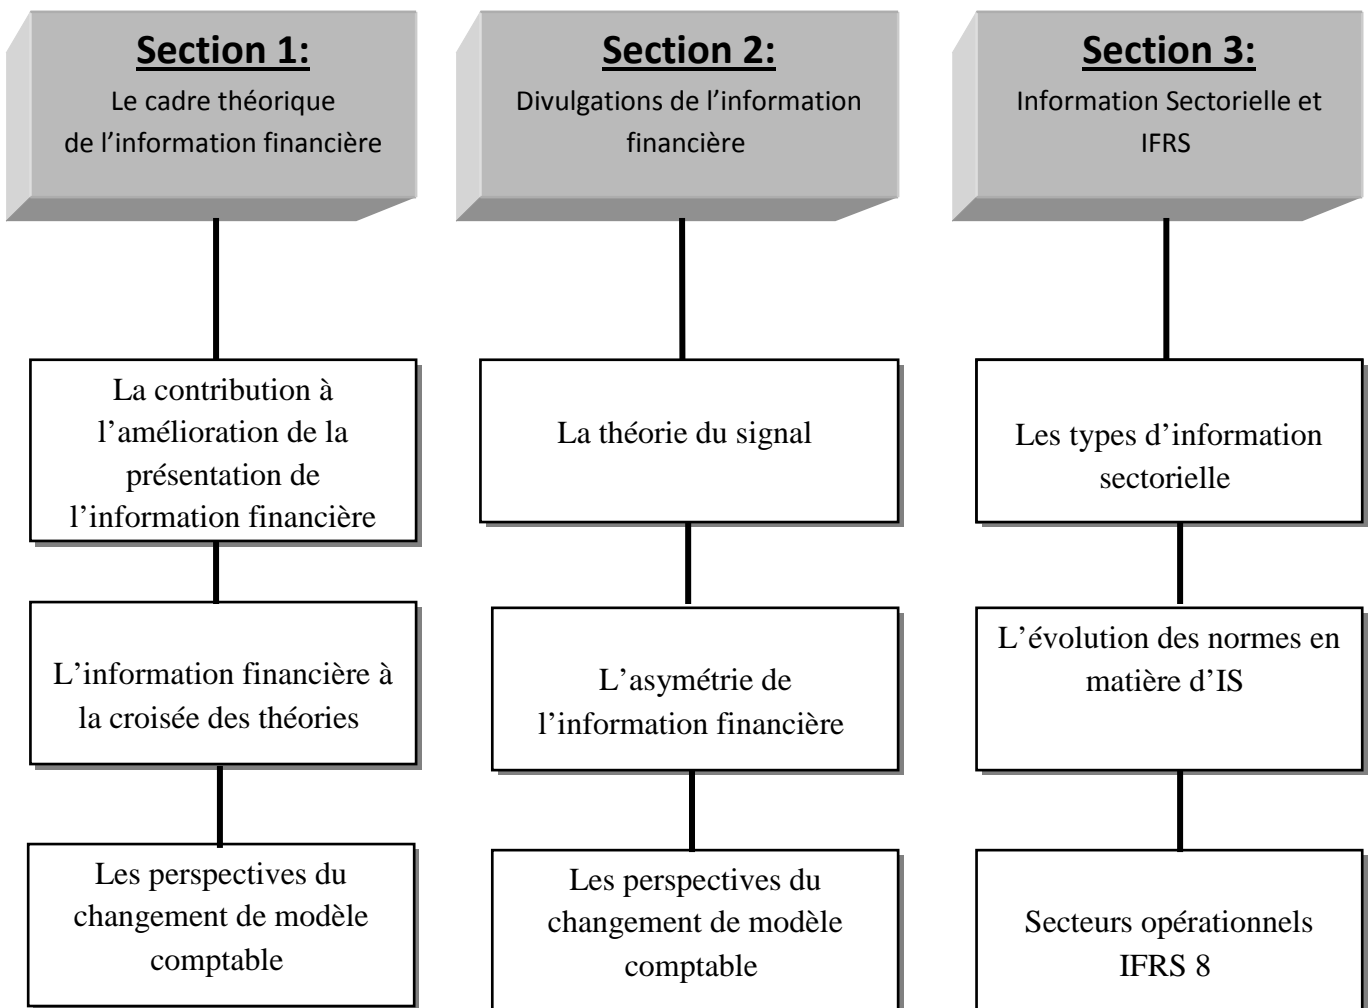 Section 1:
Le cadre théorique
de l’information financière
La contribution à
l’amélioration de la
présentation de
l’information financière
L’information financière à
la croisée des théories
Les perspectives du
changement de modèle
comptable
Section 2:
Divulgations de l’information
financière
La théorie du signal
L’asymétrie de
l’information financière
Les perspectives du
changement de modèle
comptable
Section 3:
Information Sectorielle et
IFRS
Les types d’information
sectorielle
L’évolution des normes en
matière d’IS
Secteurs opérationnels
IFRS 8